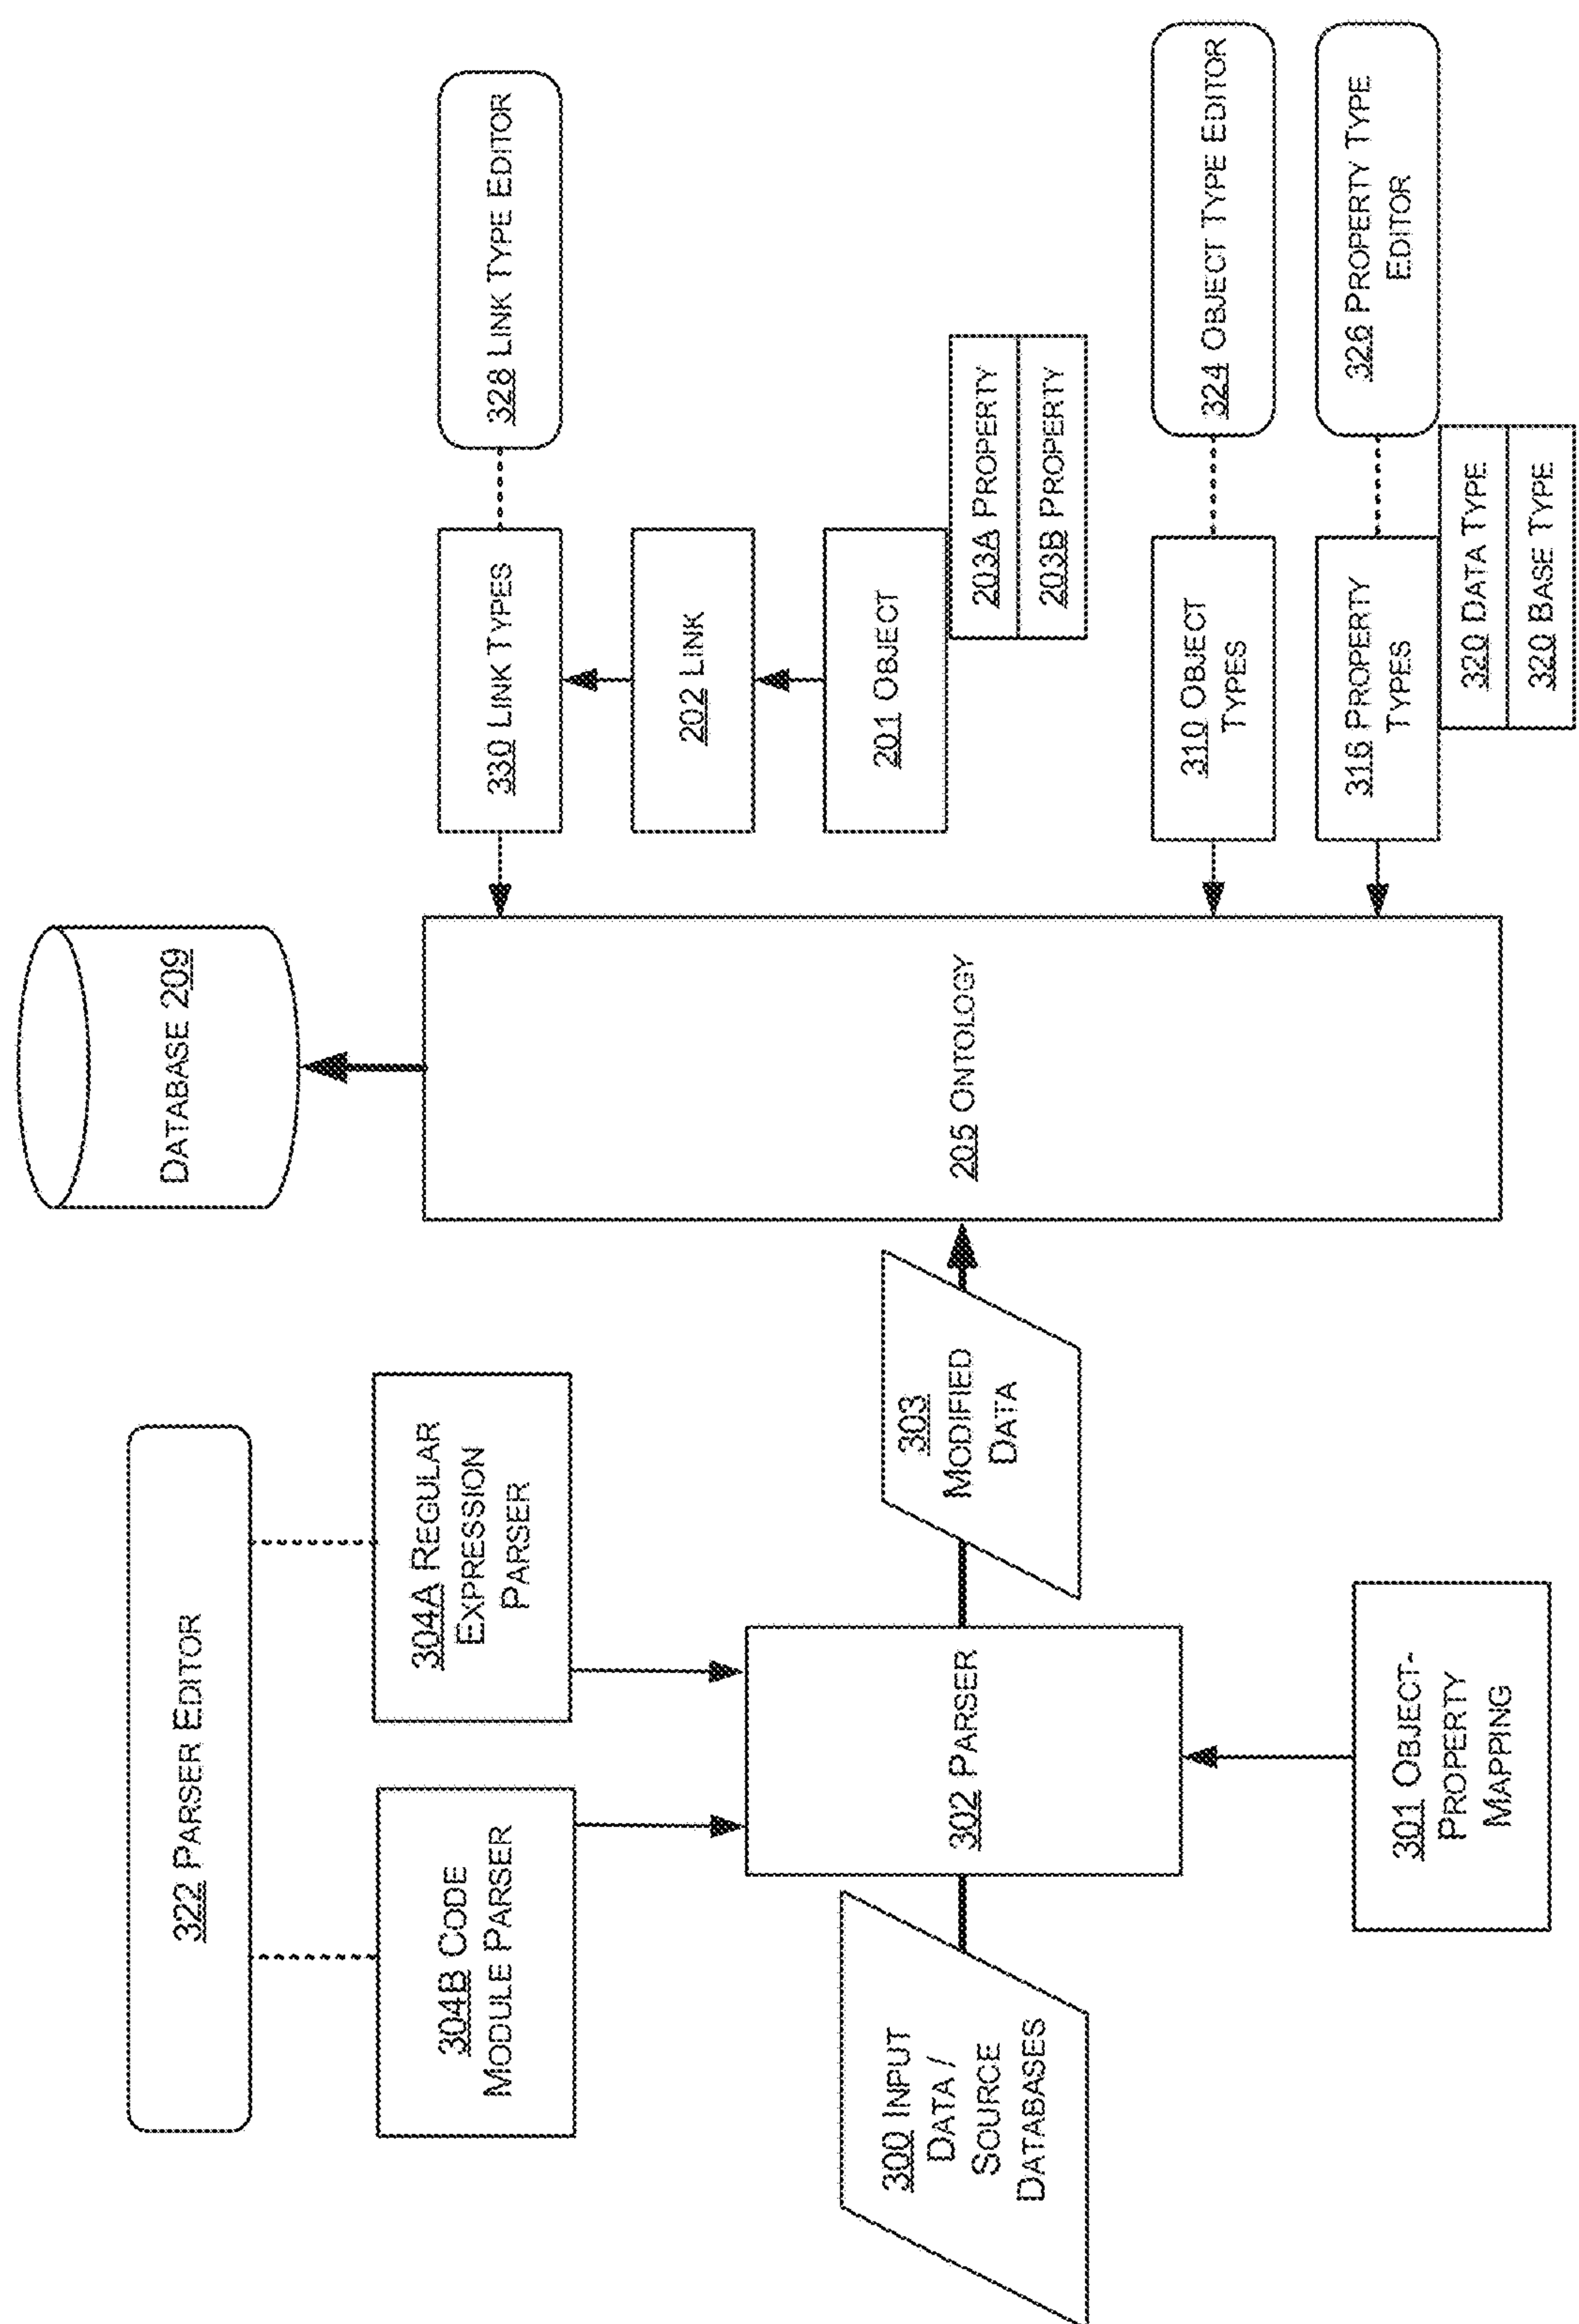 322 PARSER EDITOR
304B CODE
MODULE PARSER
304A REGULAR
EXPRESSION
PARSER
300 INPUT
DATA /
SOURCE
DATABASES
302 PARSER
303
MODIFIED
DATA
301 OBJECT-
PROPERTY
MAPPING
DATABASE 209
205 ONTOLOGY
330 LINK TYPES
328 LINK TYPE EDITOR
202 LINK
201 OBJECT
203A PROPERTY
203B PROPERTY
310 OBJECT
TYPES
324 OBJECT TYPE EDITOR
316 PROPERTY
TYPES
326 PROPERTY TYPE
EDITOR
320 DATA TYPE
320 BASE TYPE